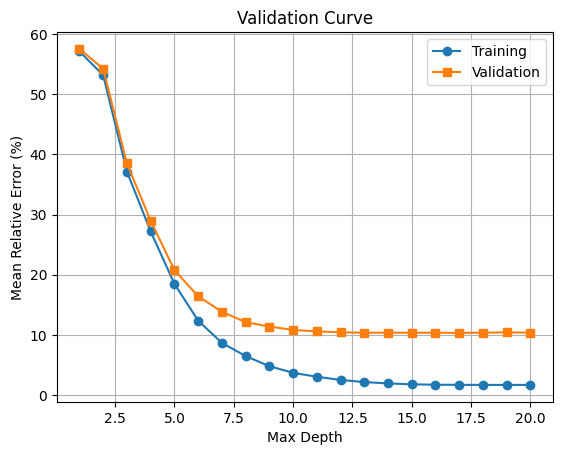 Validation Curve
Training
Validation
Mean Relative Error (%)
60
50
40
30
20
10
0
2.5 5.0 7.5 10.0 12.5 15.0 17.5 20.0
Max Depth